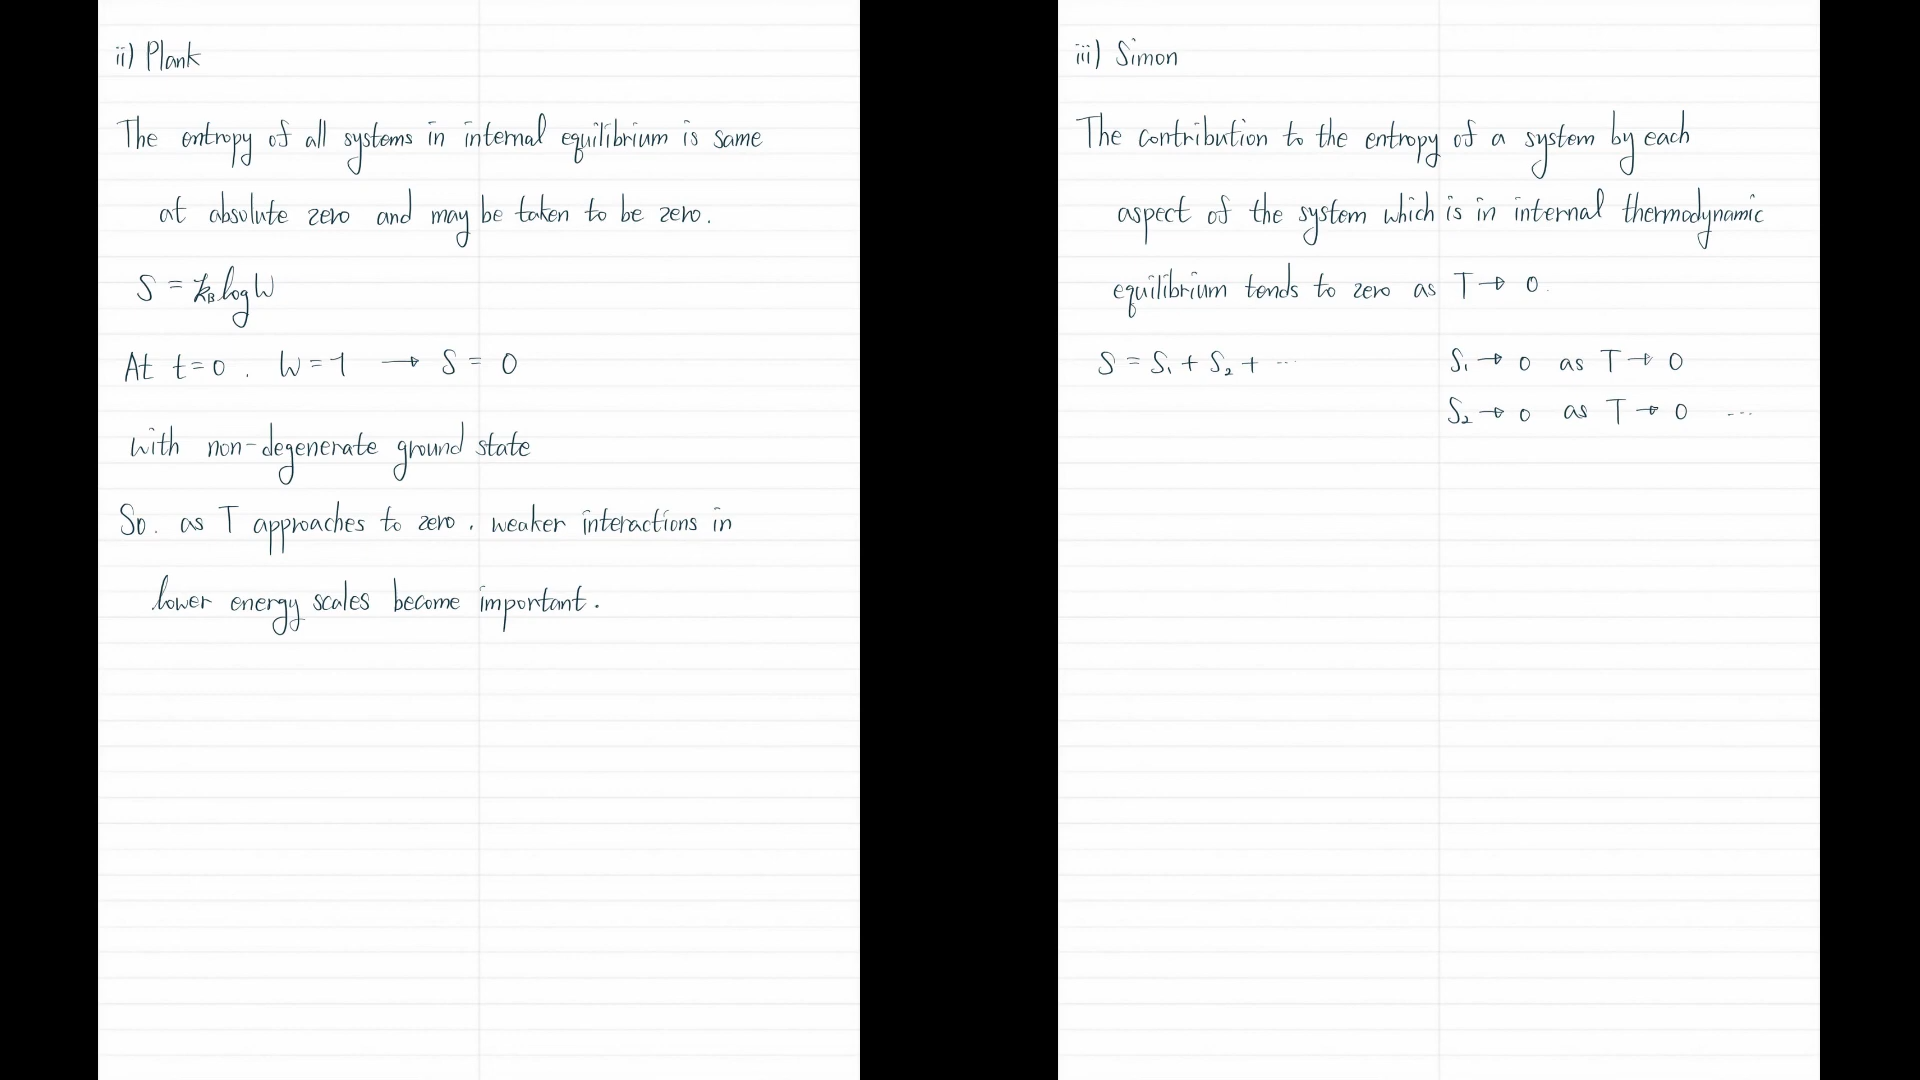 ii) Plank
The entropy of all systems in internal equilibrium is same
at absolute zero and may be taken to be zero.
S = k_B log W
At t=0. W=1 → S = 0
with non-degenerate ground state
So. as T approaches to zero, weaker interactions in
lower energy scales become important.
iii) Simon
The contribution to the entropy of a system by each
aspect of the system which is in internal thermodynamic
equilibrium tends to zero as T → 0.
S = S₁ + S₂ + ... S₁ → 0 as T → 0
S₂ → 0 as T → 0 ...